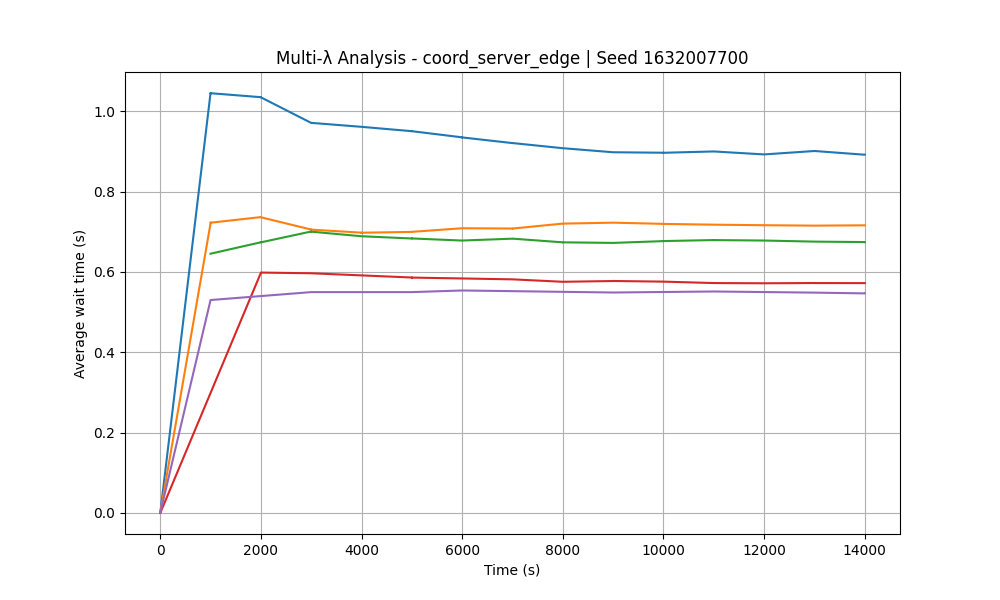 Multi-λ Analysis - coord_server_edge | Seed 1632007700
Average wait time (s)
1.0
0.8
0.6
0.4
0.2
0.0
0 2000 4000 6000 8000 10000 12000 14000
Time (s)